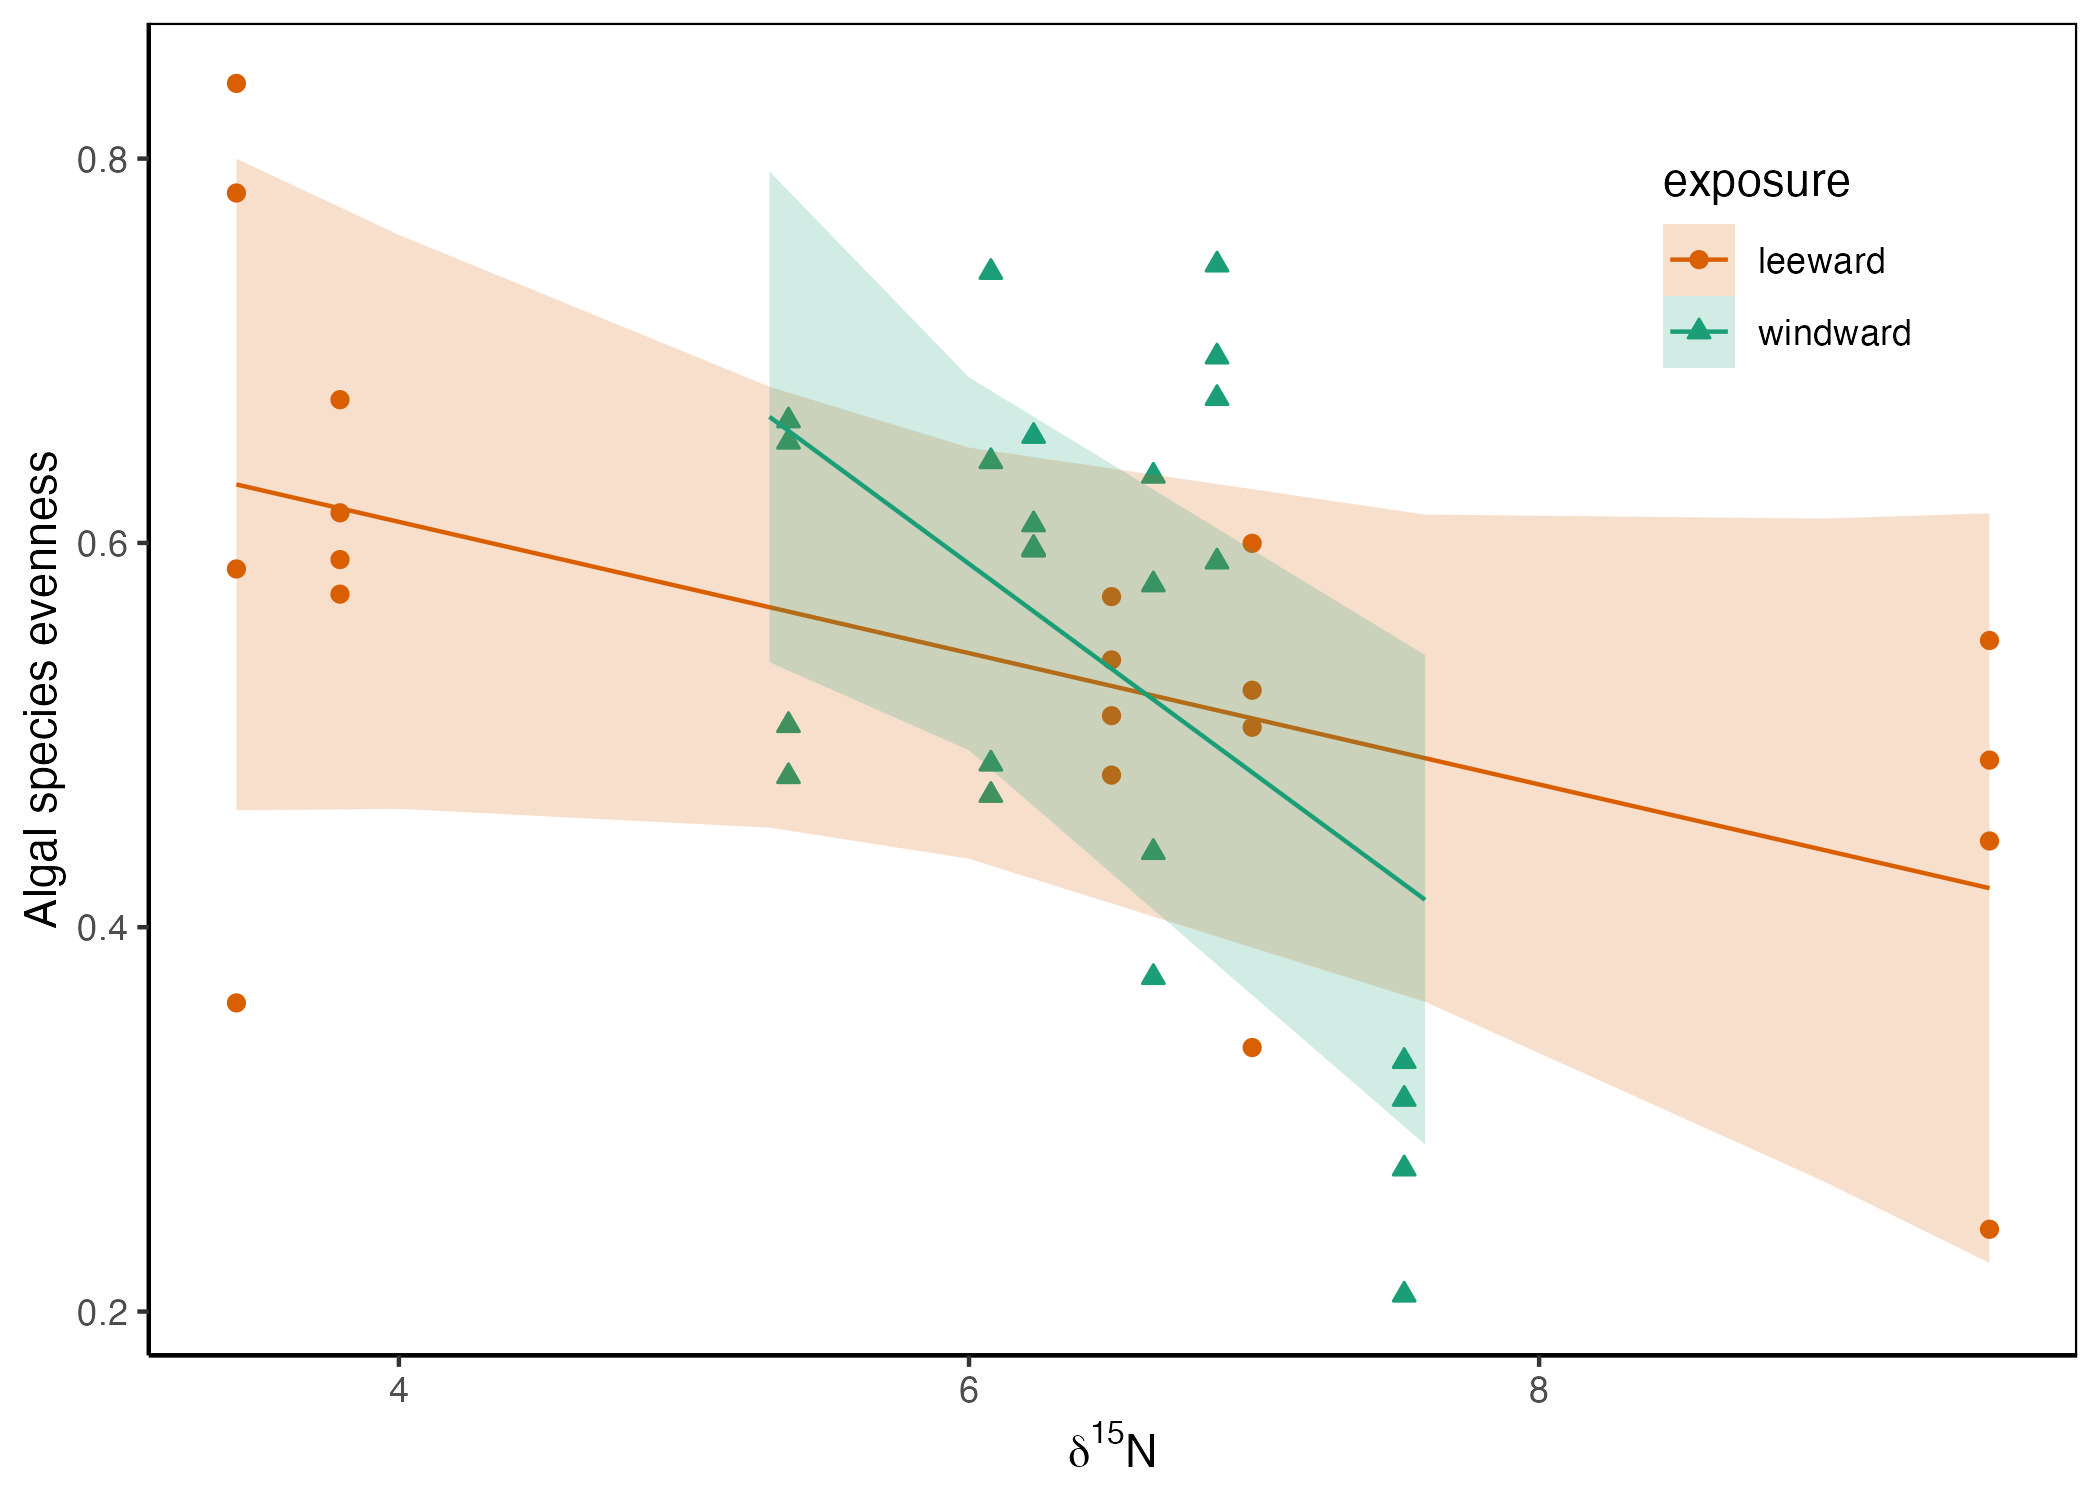 exposure
leeward
windward
0.8
0.6
0.4
0.2
Algal species evenness
4 6 8
δ¹⁵N